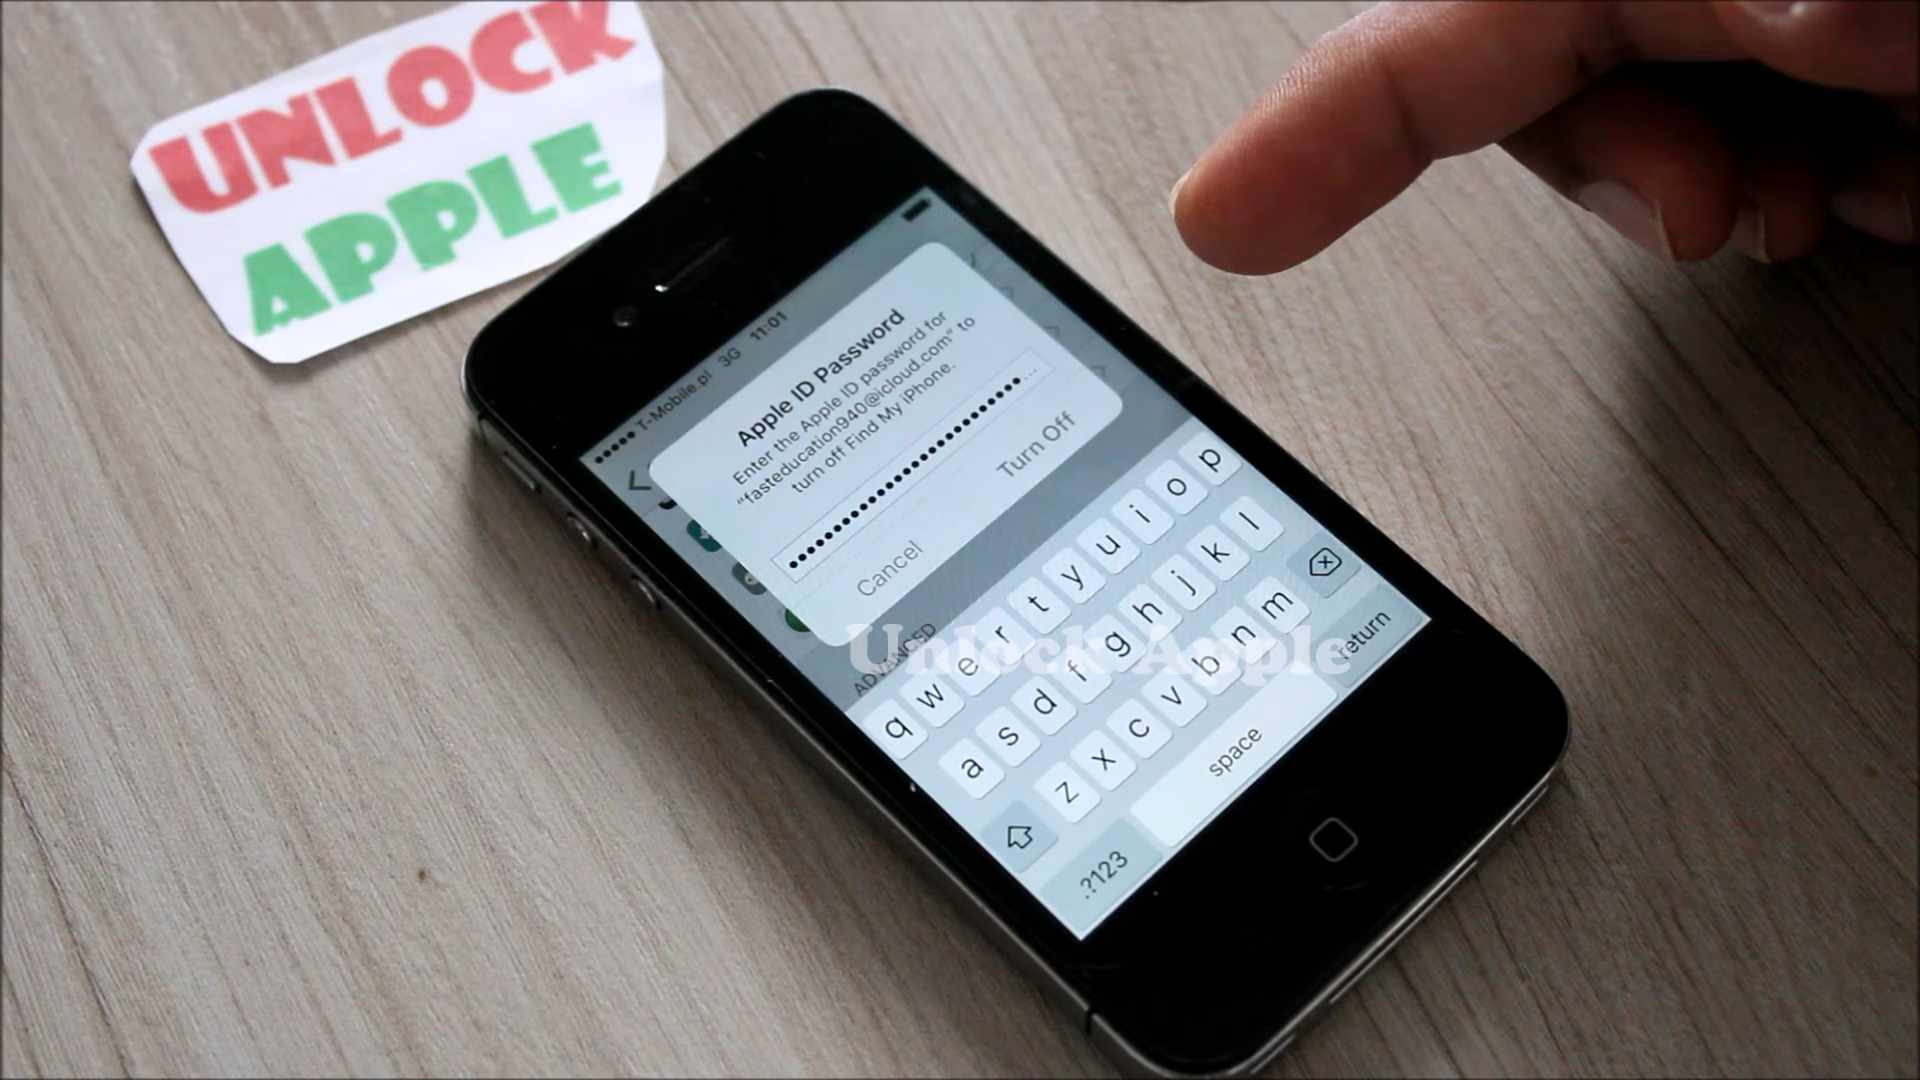 UNLOCK
APPLE
••••• T-Mobile.pl 3G 11:01
Apple ID Password
Enter the Apple ID password for
"fasteducation940@icloud.com" to
turn off Find My iPhone.
Cancel Turn Off
ADVANCED
Unlock Apple
q w e r t y u i o p
a s d f g h j k l
z x c v b n m
.?123 space return